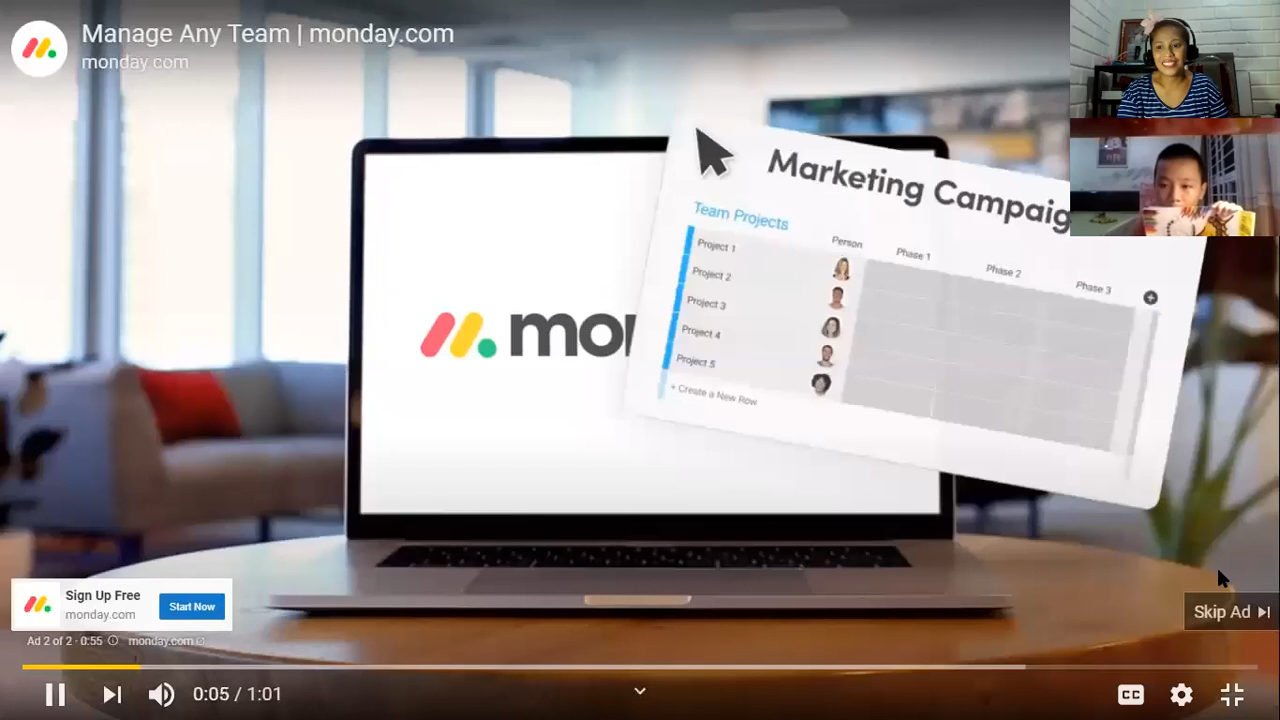 Manage Any Team | monday.com
monday.com
Marketing Campaig
Team Projects
Person
Phase 1
Phase 2
Phase 3
Project 1
Project 2
Project 3
Project 4
Project 5
+ Create a New Row
mon
Sign Up Free
monday.com
Start Now
Ad 2 of 2 · 0:55
monday.com
Skip Ad
0:05 / 1:01
CC